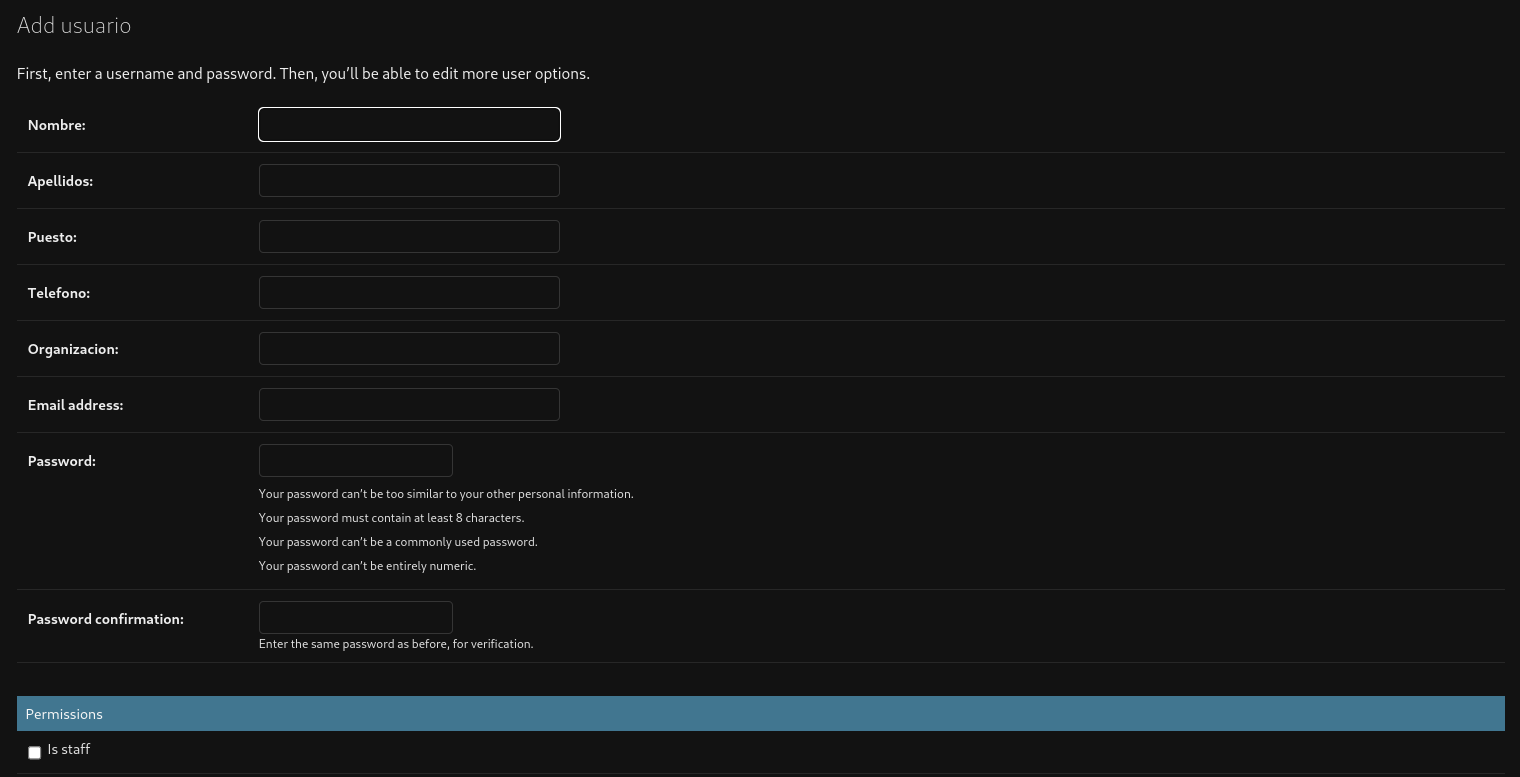 Add usuario
First, enter a username and password. Then, you’ll be able to edit more user options.
Nombre:
Apellidos:
Puesto:
Telefono:
Organizacion:
Email address:
Password:
Your password can’t be too similar to your other personal information.
Your password must contain at least 8 characters.
Your password can’t be a commonly used password.
Your password can’t be entirely numeric.
Password confirmation:
Enter the same password as before, for verification.
Permissions
Is staff